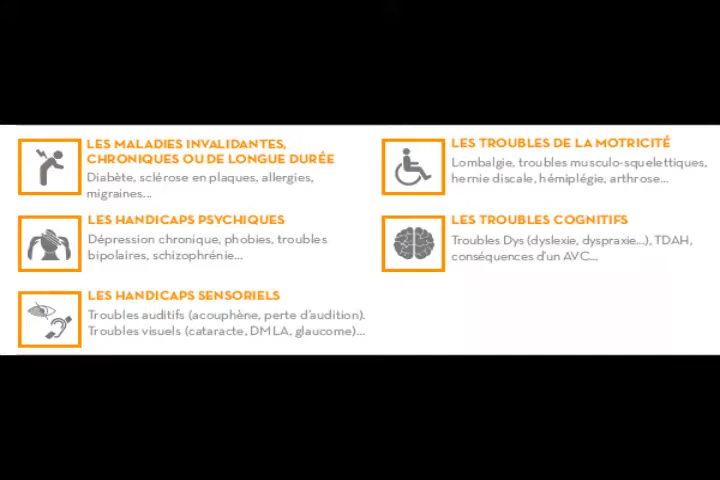 LES MALADIES INVALIDANTES,
CHRONIQUES OU DE LONGUE DURÉE
Diabète, sclérose en plaques, allergies,
migraines...
LES HANDICAPS PSYCHIQUES
Dépression chronique, phobies, troubles
bipolaires, schizophrénie...
LES HANDICAPS SENSORIELS
Troubles auditifs (acouphène, perte d'audition).
Troubles visuels (cataracte, DMLA, glaucome)...
LES TROUBLES DE LA MOTRICITÉ
Lombalgie, troubles musculo-squelettiques,
hernie discale, hémiplégie, arthrose...
LES TROUBLES COGNITIFS
Troubles Dys (dyslexie, dyspraxie...), TDAH,
conséquences d'un AVC...